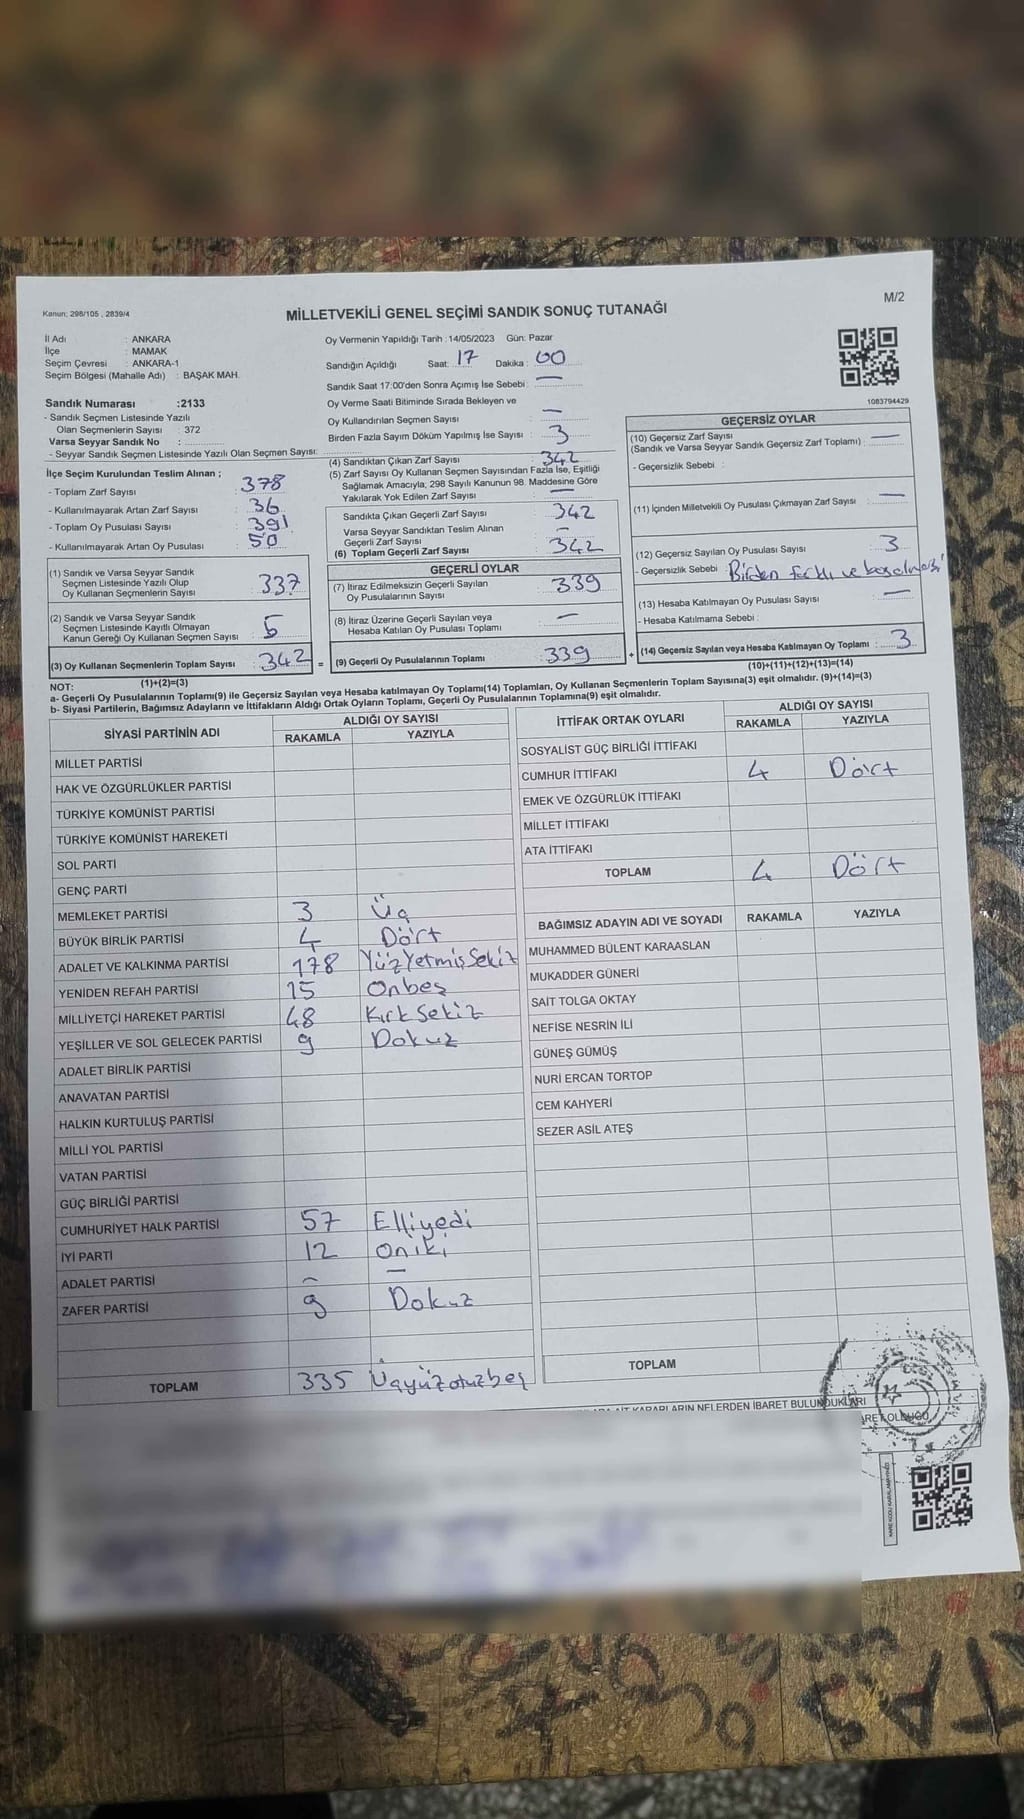 M/2
Kanun: 298/105 , 2839/4
MİLLETVEKİLİ GENEL SEÇİMİ SANDIK SONUÇ TUTANAĞI
İl Adı : ANKARA
İlçe : MAMAK
Seçim Çevresi : ANKARA-1
Seçim Bölgesi (Mahalle Adı) : BAŞAK MAH.
Sandık Numarası :2133
- Sandık Seçmen Listesinde Yazılı
Olan Seçmenlerin Sayısı : 372
Varsa Seyyar Sandık No :
- Seyyar Sandık Seçmen Listesinde Yazılı Olan Seçmen Sayısı:
İlçe Seçim Kurulundan Teslim Alınan ;
- Toplam Zarf Sayısı : 378
- Kullanılmayarak Artan Zarf Sayısı : 36
- Toplam Oy Pusulası Sayısı : 391
- Kullanılmayarak Artan Oy Pusulası : 50
(1) Sandık ve Varsa Seyyar Sandık
Seçmen Listesinde Yazılı Olup
Oy Kullanan Seçmenlerin Sayısı : 337
(2) Sandık ve Varsa Seyyar Sandık
Seçmen Listesinde Kayıtlı Olmayan
Kanun Gereği Oy Kullanan Seçmen Sayısı : 5
(3) Oy Kullanan Seçmenlerin Toplam Sayısı : 342 =
(1)+(2)=(3)
Oy Vermenin Yapıldığı Tarih :14/05/2023 Gün: Pazar
Sandığın Açıldığı Saat: 17 Dakika : 00
Sandık Saat 17:00'den Sonra Açımış İse Sebebi : —
Oy Verme Saati Bitiminde Sırada Bekleyen ve
Oy Kullandırılan Seçmen Sayısı : —
Birden Fazla Sayım Döküm Yapılmış İse Sayısı : 3
(4) Sandıktan Çıkan Zarf Sayısı : 342
(5) Zarf Sayısı Oy Kullanan Seçmen Sayısından Fazla İse, Eşitliği
Sağlamak Amacıyla, 298 Sayılı Kanunun 98. Maddesine Göre
Yakılarak Yok Edilen Zarf Sayısı : —
Sandıkta Çıkan Geçerli Zarf Sayısı : 342
Varsa Seyyar Sandıktan Teslim Alınan
Geçerli Zarf Sayısı : —
(6) Toplam Geçerli Zarf Sayısı : 342
GEÇERLİ OYLAR
(7) İtiraz Edilmeksizin Geçerli Sayılan
Oy Pusulalarının Sayısı : 339
(8) İtiraz Üzerine Geçerli Sayılan veya
Hesaba Katılan Oy Pusulası Toplamı : —
(9) Geçerli Oy Pusulalarının Toplamı : 339 +
1083794429
GEÇERSİZ OYLAR
(10) Geçersiz Zarf Sayısı
(Sandık ve Varsa Seyyar Sandık Geçersiz Zarf Toplamı) : —
- Geçersizlik Sebebi :
(11) İçinden Milletvekili Oy Pusulası Çıkmayan Zarf Sayısı : —
(12) Geçersiz Sayılan Oy Pusulası Sayısı : 3
- Geçersizlik Sebebi : Birden farklı ve boş olması
(13) Hesaba Katılmayan Oy Pusulası Sayısı : —
- Hesaba Katılmama Sebebi :
(14) Geçersiz Sayılan veya Hesaba Katılmayan Oy Toplamı : 3
(10)+(11)+(12)+(13)=(14)
NOT:
a- Geçerli Oy Pusulalarının Toplamı(9) ile Geçersiz Sayılan veya Hesaba katılmayan Oy Toplamı(14) Toplamları, Oy Kullanan Seçmenlerin Toplam Sayısına(3) eşit olmalıdır. (9)+(14)=(3)
b- Siyasi Partilerin, Bağımsız Adayların ve İttifakların Aldığı Ortak Oyların Toplamı, Geçerli Oy Pusulalarının Toplamına(9) eşit olmalıdır.
SİYASİ PARTİNİN ADI
ALDIĞI OY SAYISI
RAKAMLA YAZIYLA
MİLLET PARTİSİ
HAK VE ÖZGÜRLÜKLER PARTİSİ
TÜRKİYE KOMÜNİST PARTİSİ
TÜRKİYE KOMÜNİST HAREKETİ
SOL PARTİ
GENÇ PARTİ
MEMLEKET PARTİSİ 3 Üç
BÜYÜK BİRLİK PARTİSİ 4 Dört
ADALET VE KALKINMA PARTİSİ 178 YüzYetmişSekiz
YENİDEN REFAH PARTİSİ 15 Onbeş
MİLLİYETÇİ HAREKET PARTİSİ 48 KırkSekiz
YEŞİLLER VE SOL GELECEK PARTİSİ 9 Dokuz
ADALET BİRLİK PARTİSİ
ANAVATAN PARTİSİ
HALKIN KURTULUŞ PARTİSİ
MİLLİ YOL PARTİSİ
VATAN PARTİSİ
GÜÇ BİRLİĞİ PARTİSİ
CUMHURİYET HALK PARTİSİ 57 Elliyedi
İYİ PARTİ 12 oniki
ADALET PARTİSİ – —
ZAFER PARTİSİ 9 Dokuz
TOPLAM 335 Üçyüzotuzbeş
İTTİFAK ORTAK OYLARI
ALDIĞI OY SAYISI
RAKAMLA YAZIYLA
SOSYALİST GÜÇ BİRLİĞİ İTTİFAKI
CUMHUR İTTİFAKI 4 Dört
EMEK VE ÖZGÜRLÜK İTTİFAKI
MİLLET İTTİFAKI
ATA İTTİFAKI
TOPLAM 4 Dört
BAĞIMSIZ ADAYIN ADI VE SOYADI RAKAMLA YAZIYLA
MUHAMMED BÜLENT KARAASLAN
MUKADDER GÜNERİ
SAİT TOLGA OKTAY
NEFİSE NESRİN İLİ
GÜNEŞ GÜMÜŞ
NURİ ERCAN TORTOP
CEM KAHYERİ
SEZER ASİL ATEŞ
TOPLAM
KARARLARIN NELERDEN İBARET BULUNDUKLARI